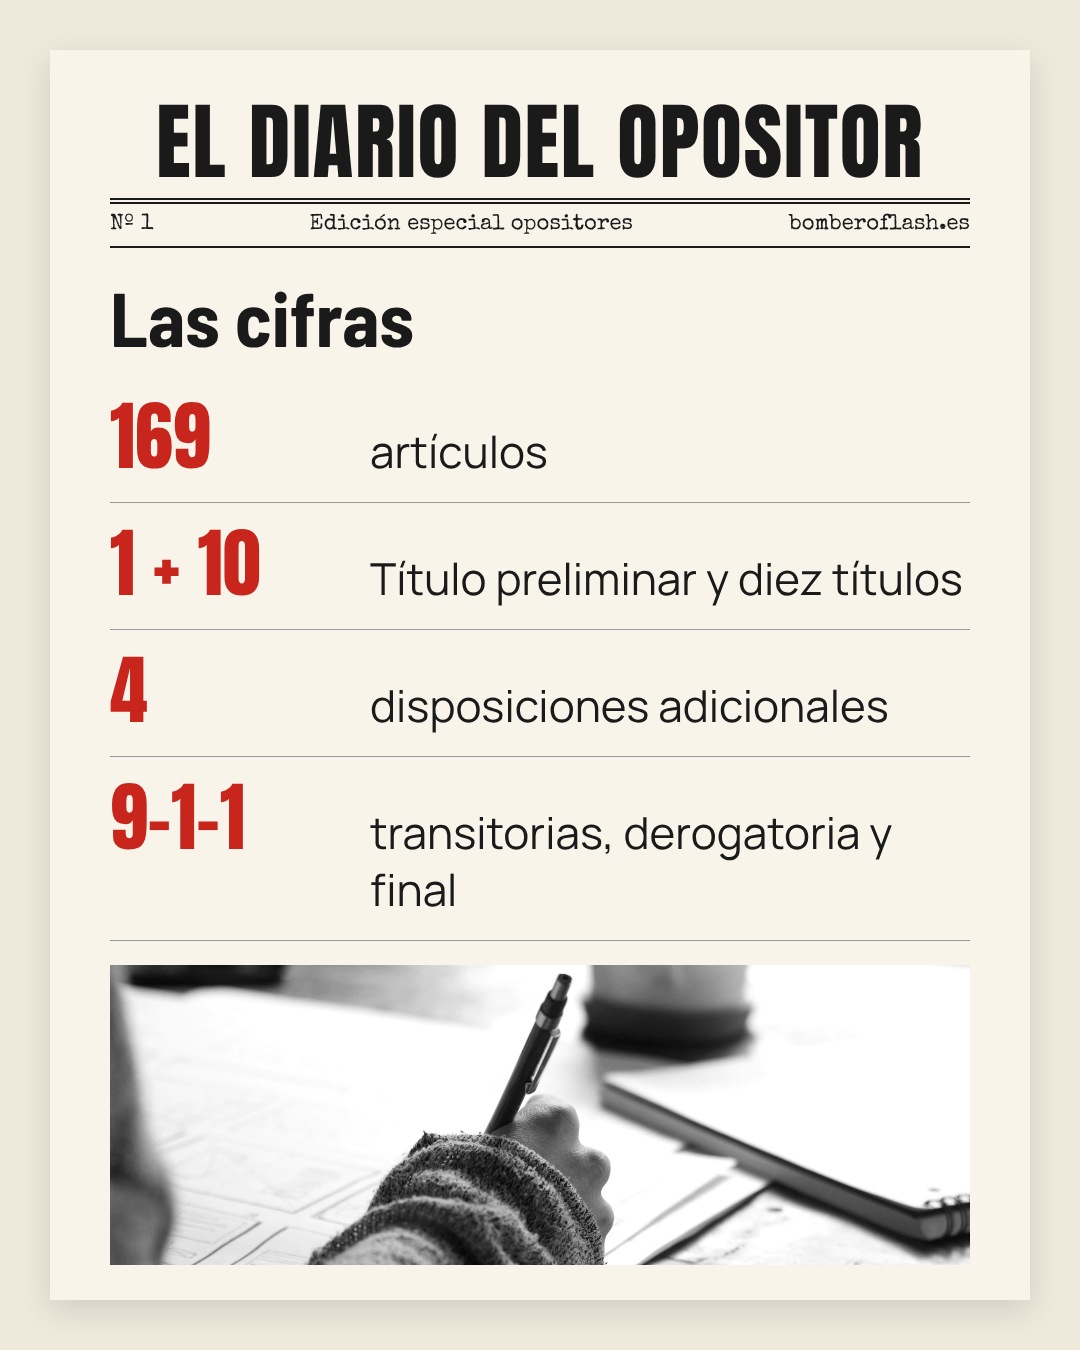 EL DIARIO DEL OPOSITOR
Nº 1 Edición especial opositores bomberoflash.es
Las cifras
169 artículos
1 + 10 Título preliminar y diez títulos
4 disposiciones adicionales
9-1-1 transitorias, derogatoria y
final